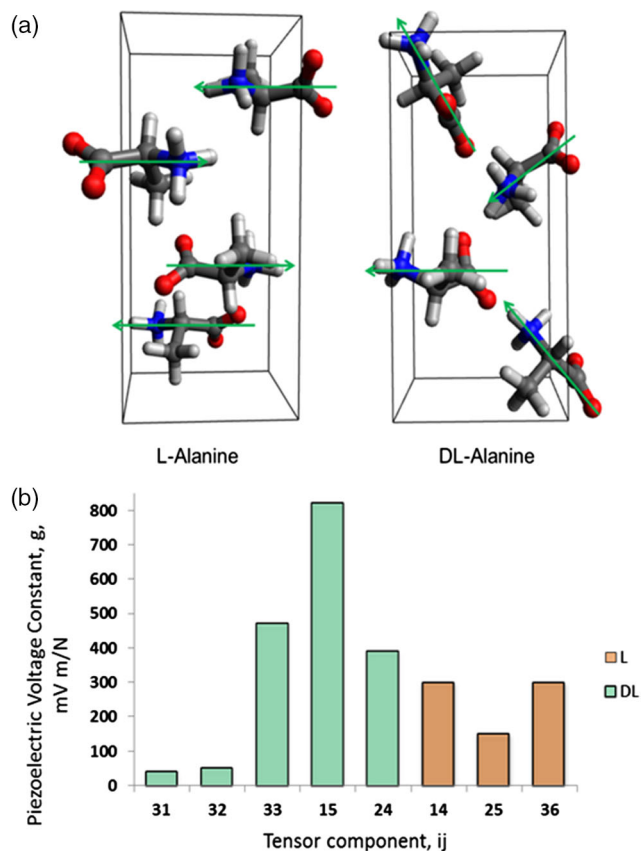 (a)
L-Alanine
DL-Alanine
(b)
Piezoelectric Voltage Constant, g,
mV m/N
800
700
600
500
400
300
200
100
0
31 32 33 15 24 14 25 36
Tensor component, ij
L
DL